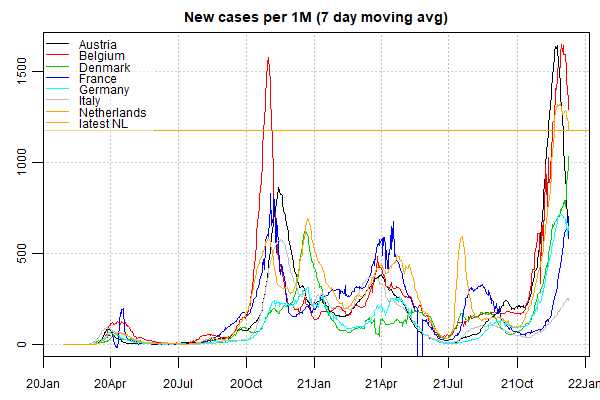 New cases per 1M (7 day moving avg)
Austria
Belgium
Denmark
France
Germany
Italy
Netherlands
latest NL
1500
1000
500
0
20Jan 20Apr 20Jul 20Oct 21Jan 21Apr 21Jul 21Oct 22Jan